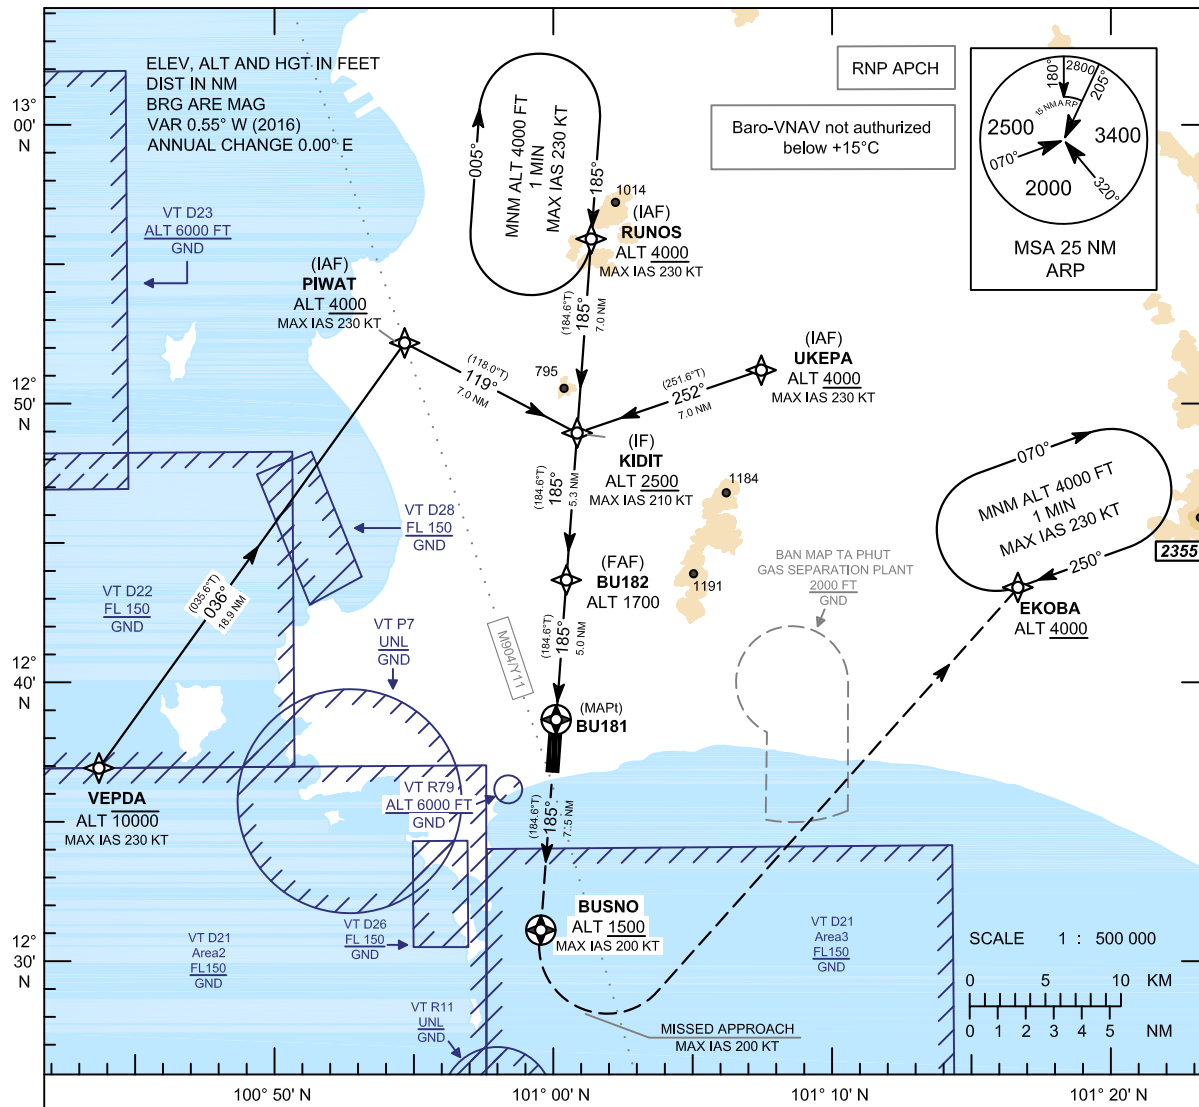 ELEV, ALT AND HGT IN FEET
DIST IN NM
BRG ARE MAG
VAR 0.55° W (2016)
ANNUAL CHANGE 0.00° E
RNP APCH
Baro-VNAV not authurized
below +15°C
180°
2800
205°
15 NM ARP
2500
3400
070°
2000
320°
MSA 25 NM
ARP
13°
00'
N
12°
50'
N
12°
40'
N
12°
30'
N
005°
MNM ALT 4000 FT
1 MIN
MAX IAS 230 KT
185°
1014
(IAF)
RUNOS
ALT 4000
MAX IAS 230 KT
VT D23
ALT 6000 FT
GND
(IAF)
PIWAT
ALT 4000
MAX IAS 230 KT
(184.6°T)
185°
7.0 NM
(118.0°T)
119°
7.0 NM
795
(IAF)
UKEPA
ALT 4000
MAX IAS 230 KT
(251.6°T)
252°
7.0 NM
(IF)
KIDIT
ALT 2500
MAX IAS 210 KT
(184.6°T)
185°
5.3 NM
1184
1191
070°
MNM ALT 4000 FT
1 MIN
MAX IAS 230 KT
250°
2355
EKOBA
ALT 4000
VT D28
FL 150
GND
BAN MAP TA PHUT
GAS SEPARATION PLANT
2000 FT
GND
(FAF)
BU182
ALT 1700
VT D22
FL 150
GND
(035.6°T)
036°
18.9 NM
VT P7
UNL
GND
M904/Y11
(184.6°T)
185°
5.0 NM
(MAPt)
BU181
VEPDA
ALT 10000
MAX IAS 230 KT
VT R79
ALT 6000 FT
GND
(184.6°T)
185°
7.5 NM
BUSNO
ALT 1500
MAX IAS 200 KT
VT D21
Area2
FL150
GND
VT D26
FL 150
GND
VT D21
Area3
FL150
GND
VT R11
UNL
GND
MISSED APPROACH
MAX IAS 200 KT
SCALE 1 : 500 000
0 5 10 KM
0 1 2 3 4 5 NM
100° 50' N
101° 00' N
101° 10' N
101° 20' N